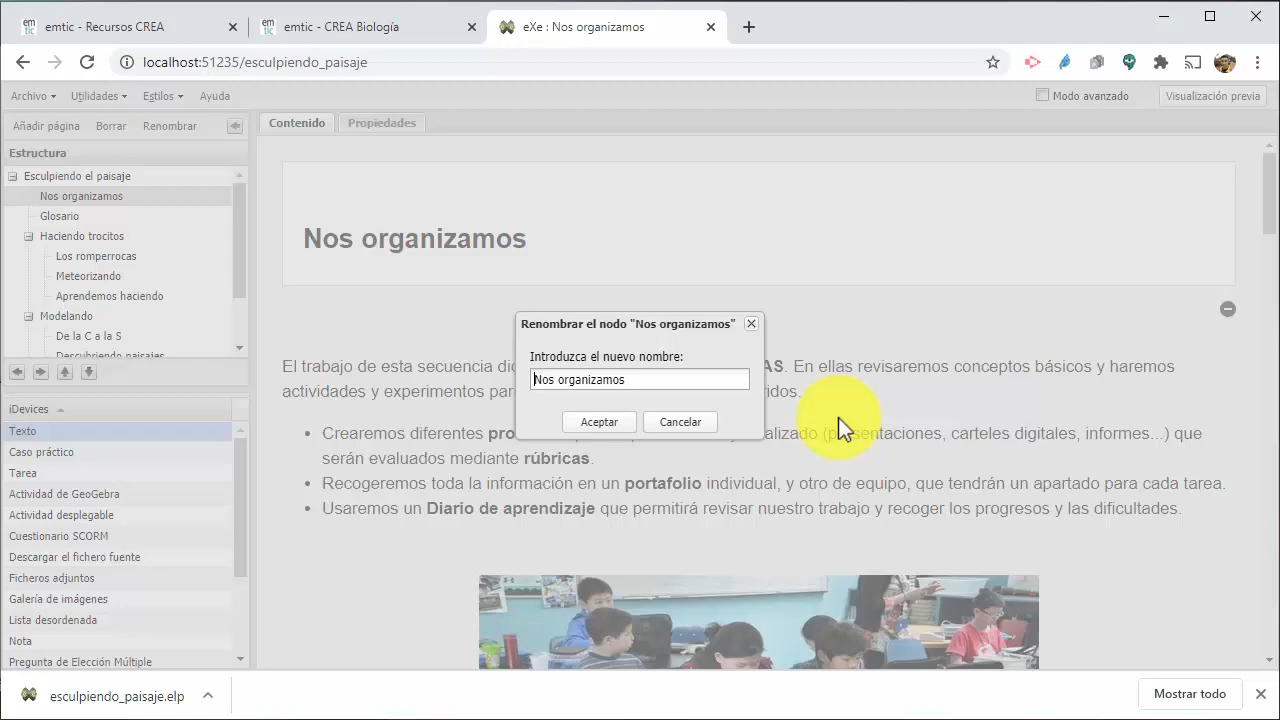 emtic - Recursos CREA
emtic - CREA Biología
eXe : Nos organizamos
localhost:51235/esculpiendo_paisaje
Archivo
Utilidades
Estilos
Ayuda
Modo avanzado
Visualización previa
Añadir página
Borrar
Renombrar
Contenido
Propiedades
Estructura
Esculpiendo el paisaje
Nos organizamos
Glosario
Haciendo trocitos
Los romperrocas
Meteorizando
Aprendemos haciendo
Modelando
De la C a la S
Descubriendo paisajes
iDevices
Texto
Caso práctico
Tarea
Actividad de GeoGebra
Actividad desplegable
Cuestionario SCORM
Descargar el fichero fuente
Ficheros adjuntos
Galería de imágenes
Lista desordenada
Nota
Pregunta de Elección Múltiple
Nos organizamos
El trabajo de esta secuencia AS. En ellas revisaremos conceptos básicos y haremos
actividades y experimentos
Crearemos diferentes (presentaciones, carteles digitales, informes...) que
serán evaluados mediante rúbricas.
Recogeremos toda la información en un portafolio individual, y otro de equipo, que tendrán un apartado para cada tarea.
Usaremos un Diario de aprendizaje que permitirá revisar nuestro trabajo y recoger los progresos y las dificultades.
Renombrar el nodo "Nos organizamos"
Introduzca el nuevo nombre:
Nos organizamos
Aceptar
Cancelar
esculpiendo_paisaje.elp
Mostrar todo